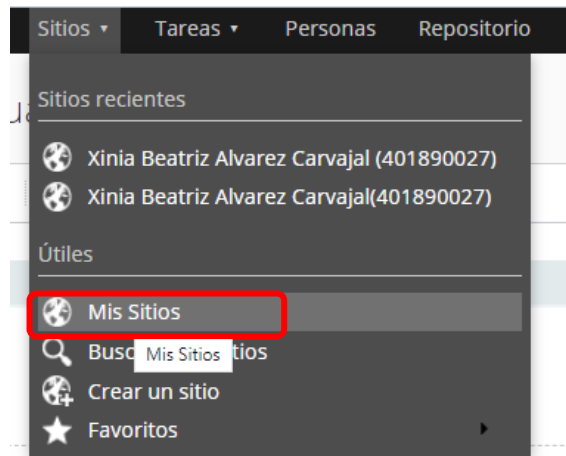 Sitios ▾ Tareas ▾ Personas Repositorio
Sitios recientes
Xinia Beatriz Alvarez Carvajal (401890027)
Xinia Beatriz Alvarez Carvajal(401890027)
Útiles
Mis Sitios
Busc Mis Sitios tios
Crear un sitio
Favoritos